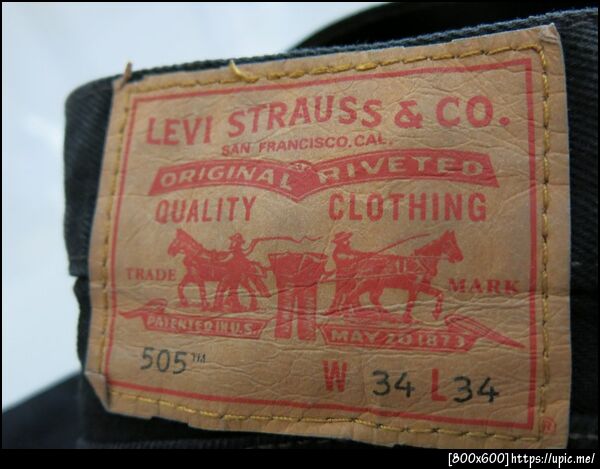 LEVI STRAUSS & CO.
SAN FRANCISCO, CAL.
ORIGINAL RIVETED
QUALITY CLOTHING
TRADE MARK
PATENTED IN U.S. MAY 20 1873
505™ W 34 L 34
®
[800x600]https://upic.me/